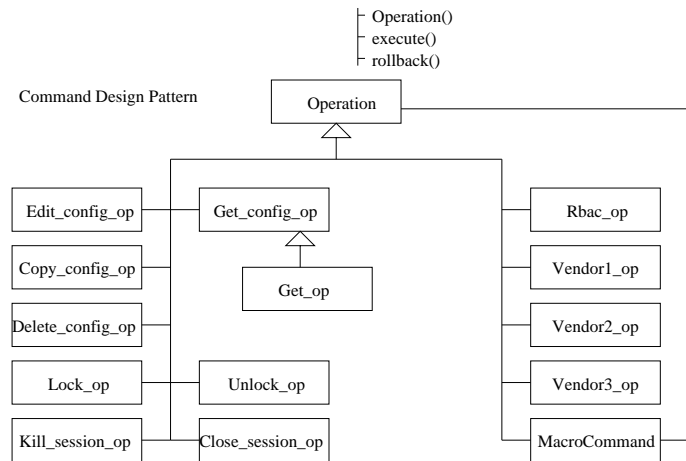 Operation()
execute()
rollback()
Command Design Pattern
Operation
Edit_config_op
Get_config_op
Rbac_op
Copy_config_op
Vendor1_op
Get_op
Delete_config_op
Vendor2_op
Lock_op
Unlock_op
Vendor3_op
Kill_session_op
Close_session_op
MacroCommand